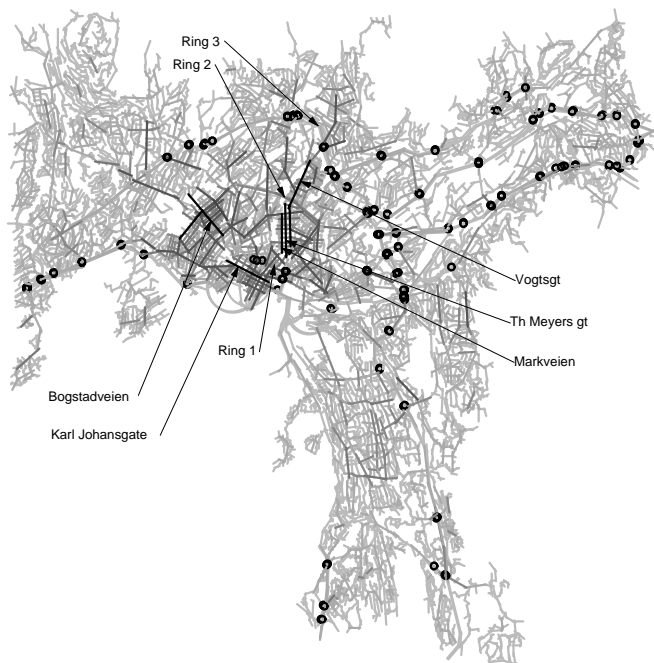 Ring 3
Ring 2
Vogtsgt
Th Meyers gt
Ring 1
Markveien
Bogstadveien
Karl Johansgate